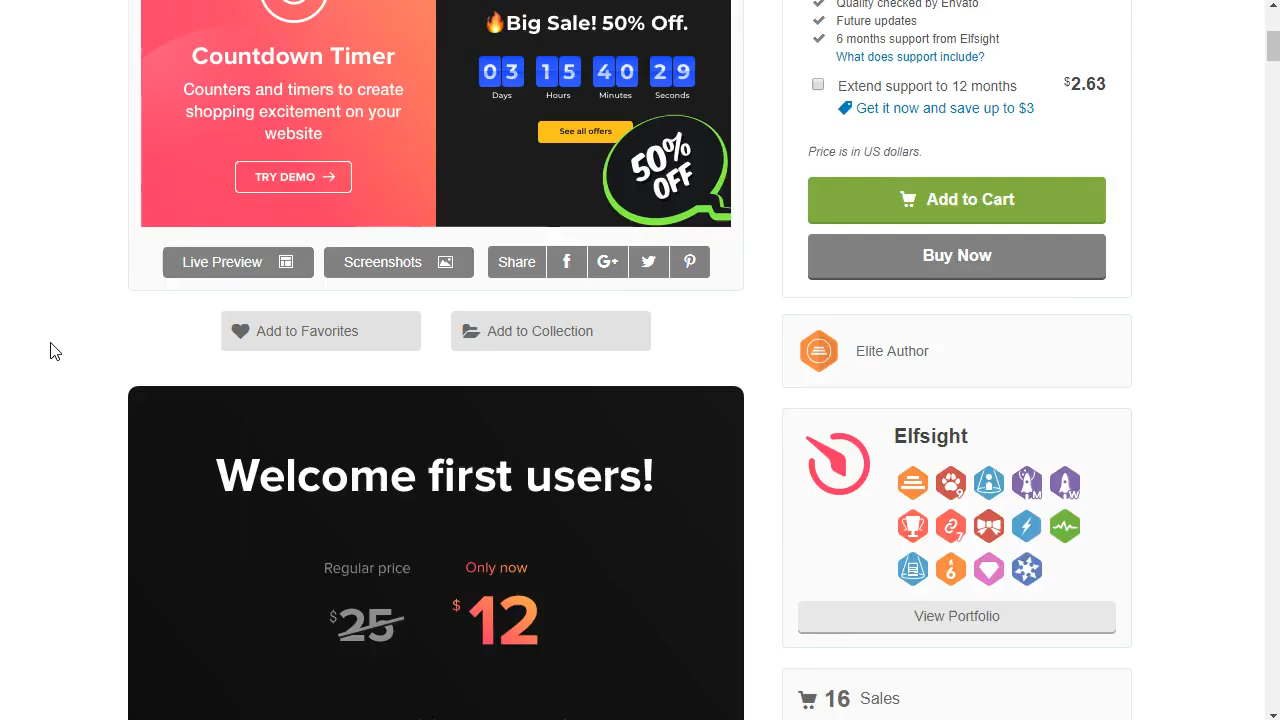 Countdown Timer
Counters and timers to create
shopping excitement on your
website
TRY DEMO →
🔥Big Sale! 50% Off.
03 15 40 29
Days Hours Minutes Seconds
See all offers
50%
OFF
Live Preview
Screenshots
Share
Add to Favorites
Add to Collection
Welcome first users!
Regular price Only now
$25 $12
Quality checked by Envato
Future updates
6 months support from Elfsight
What does support include?
Extend support to 12 months $2.63
Get it now and save up to $3
Price is in US dollars.
Add to Cart
Buy Now
Elite Author
Elfsight
View Portfolio
16 Sales